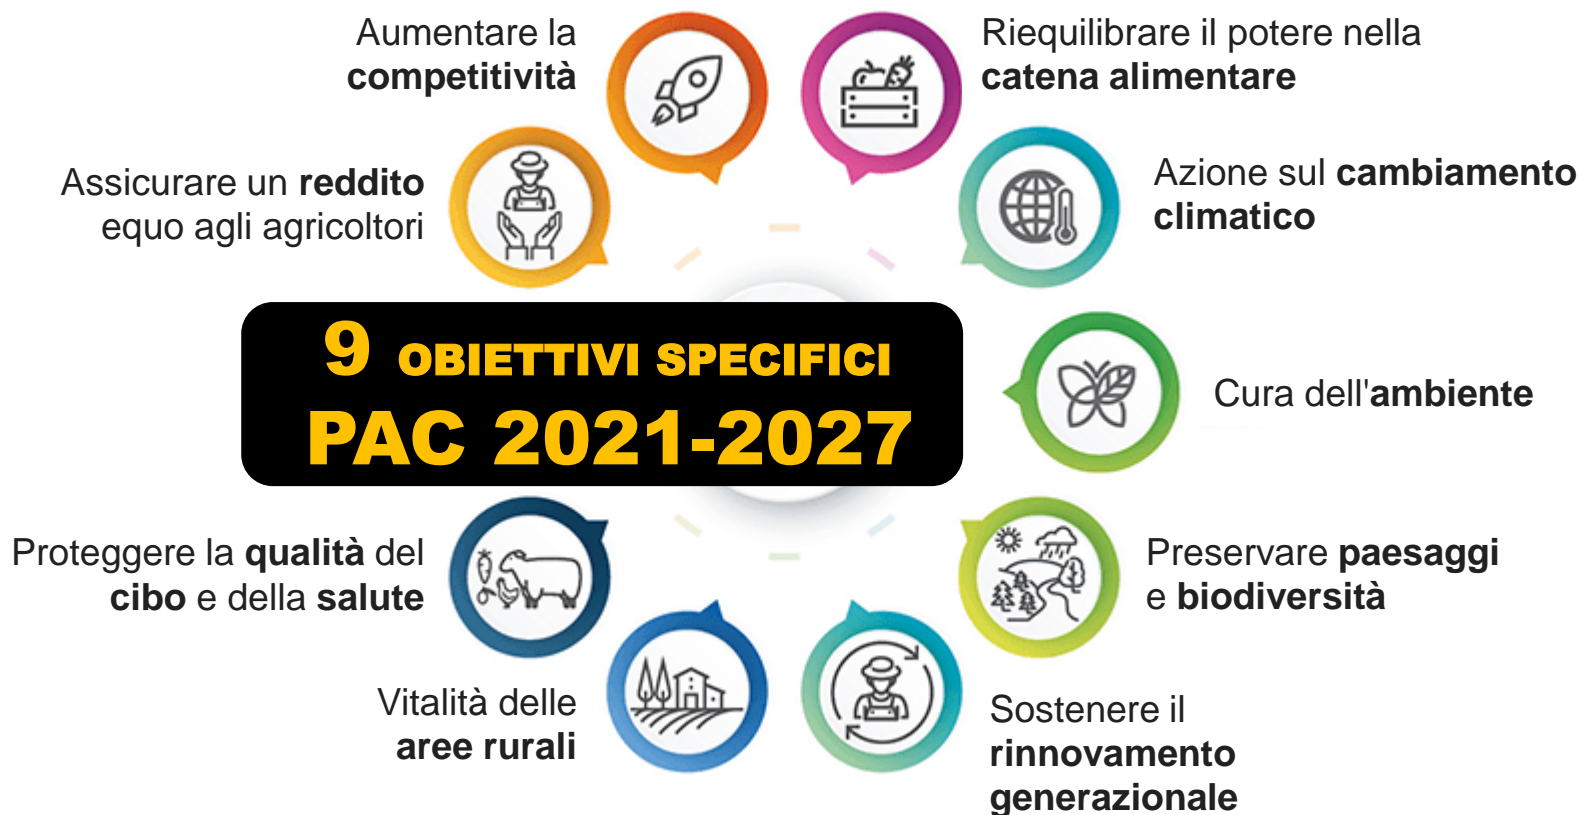 Aumentare la
competitività
Riequilibrare il potere nella
catena alimentare
Assicurare un reddito
equo agli agricoltori
Azione sul cambiamento
climatico
9 OBIETTIVI SPECIFICI
PAC 2021-2027
Cura dell'ambiente
Proteggere la qualità del
cibo e della salute
Preservare paesaggi
e biodiversità
Vitalità delle
aree rurali
Sostenere il
rinnovamento
generazionale